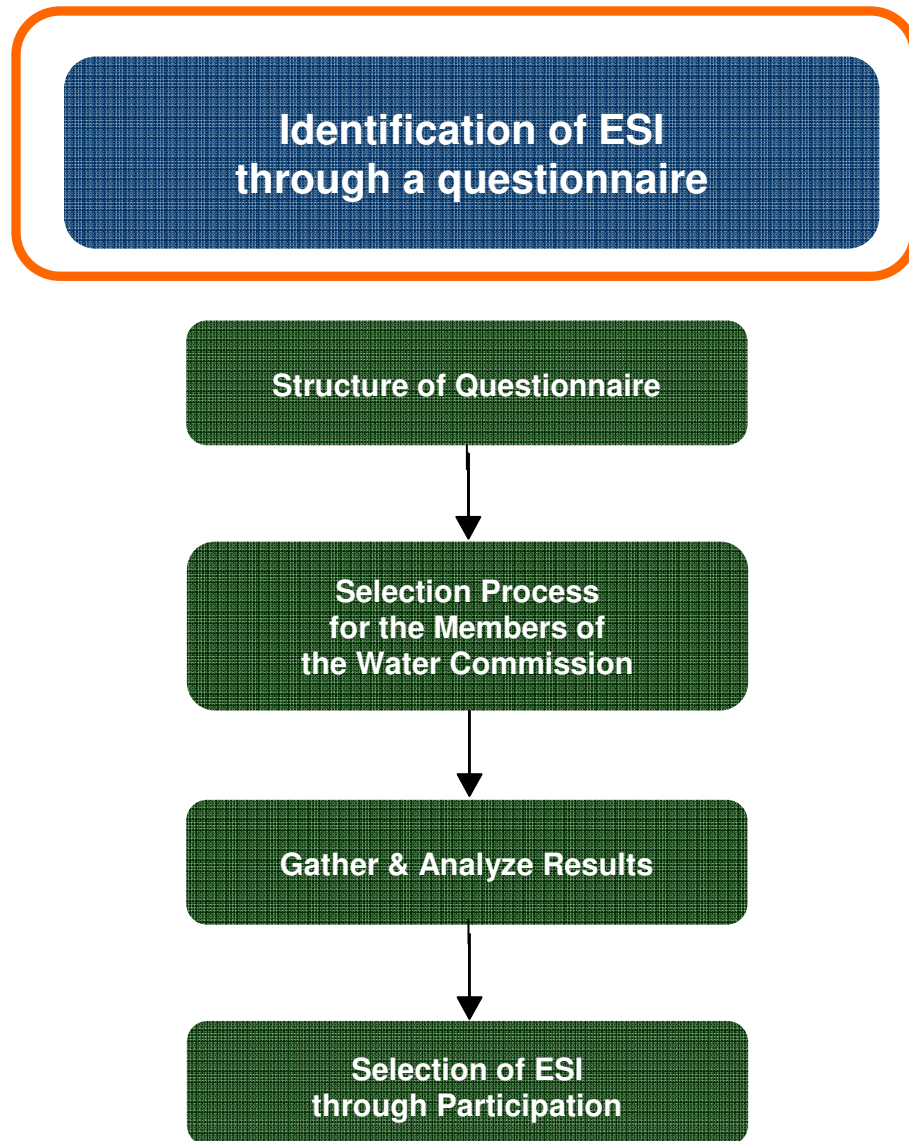 Identification of ESI
through a questionnaire
Structure of Questionnaire
Selection Process
for the Members of
the Water Commission
Gather & Analyze Results
Selection of ESI
through Participation